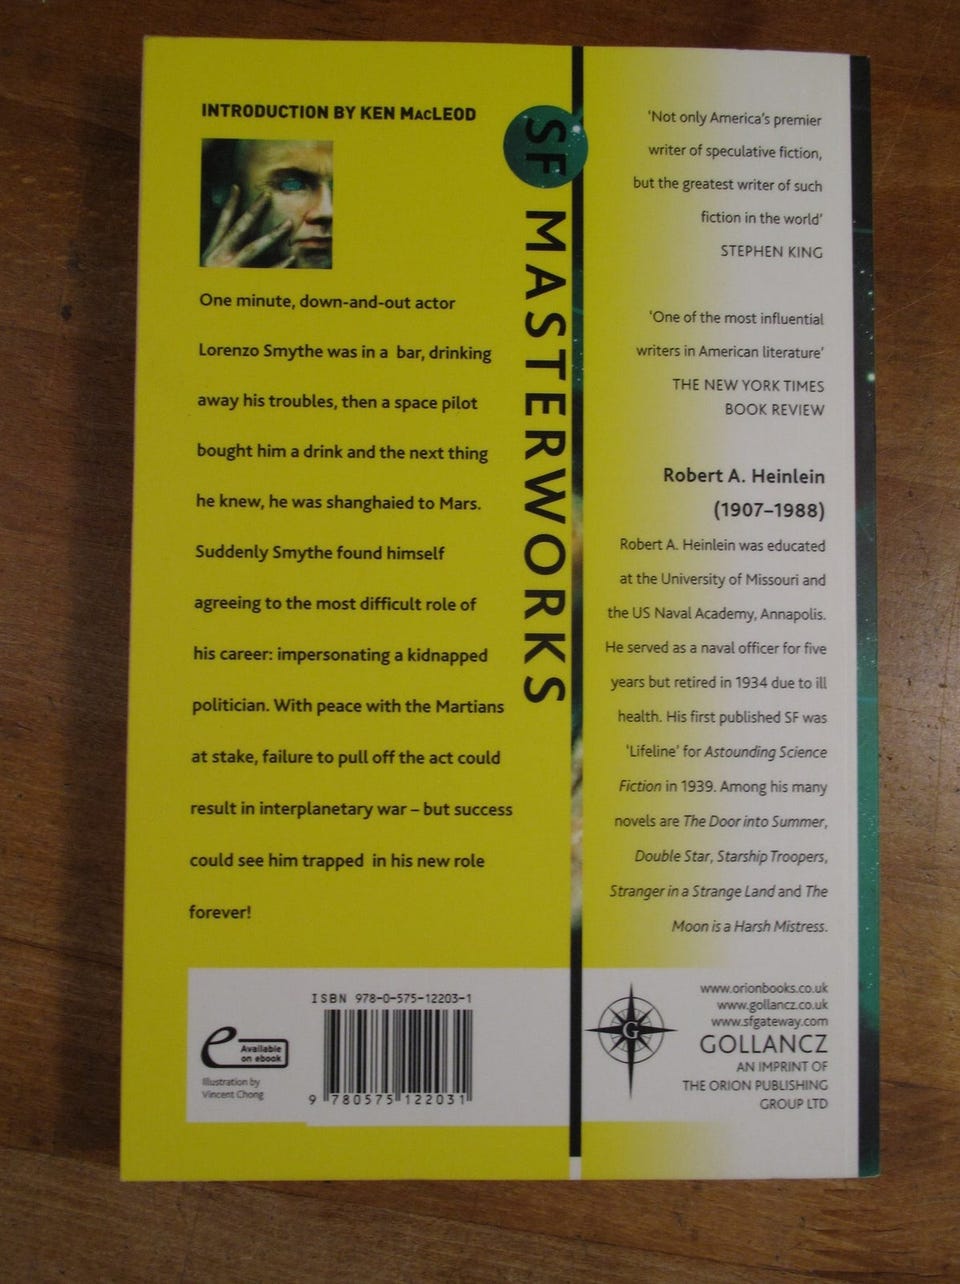 INTRODUCTION BY KEN MACLEOD
One minute, down-and-out actor
Lorenzo Smythe was in a bar, drinking
away his troubles, then a space pilot
bought him a drink and the next thing
he knew, he was shanghaied to Mars.
Suddenly Smythe found himself
agreeing to the most difficult role of
his career: impersonating a kidnapped
politician. With peace with the Martians
at stake, failure to pull off the act could
result in interplanetary war – but success
could see him trapped in his new role
forever!
SF MASTERWORKS
'Not only America's premier
writer of speculative fiction,
but the greatest writer of such
fiction in the world'
STEPHEN KING
'One of the most influential
writers in American literature'
THE NEW YORK TIMES
BOOK REVIEW
Robert A. Heinlein
(1907–1988)
Robert A. Heinlein was educated
at the University of Missouri and
the US Naval Academy, Annapolis.
He served as a naval officer for five
years but retired in 1934 due to ill
health. His first published SF was
'Lifeline' for Astounding Science
Fiction in 1939. Among his many
novels are The Door into Summer,
Double Star, Starship Troopers,
Stranger in a Strange Land and The
Moon is a Harsh Mistress.
e
Available
on ebook
Illustration by
Vincent Chong
ISBN 978-0-575-12203-1
9 780575 122031
G
www.orionbooks.co.uk
www.gollancz.co.uk
www.sfgateway.com
GOLLANCZ
AN IMPRINT OF
THE ORION PUBLISHING
GROUP LTD